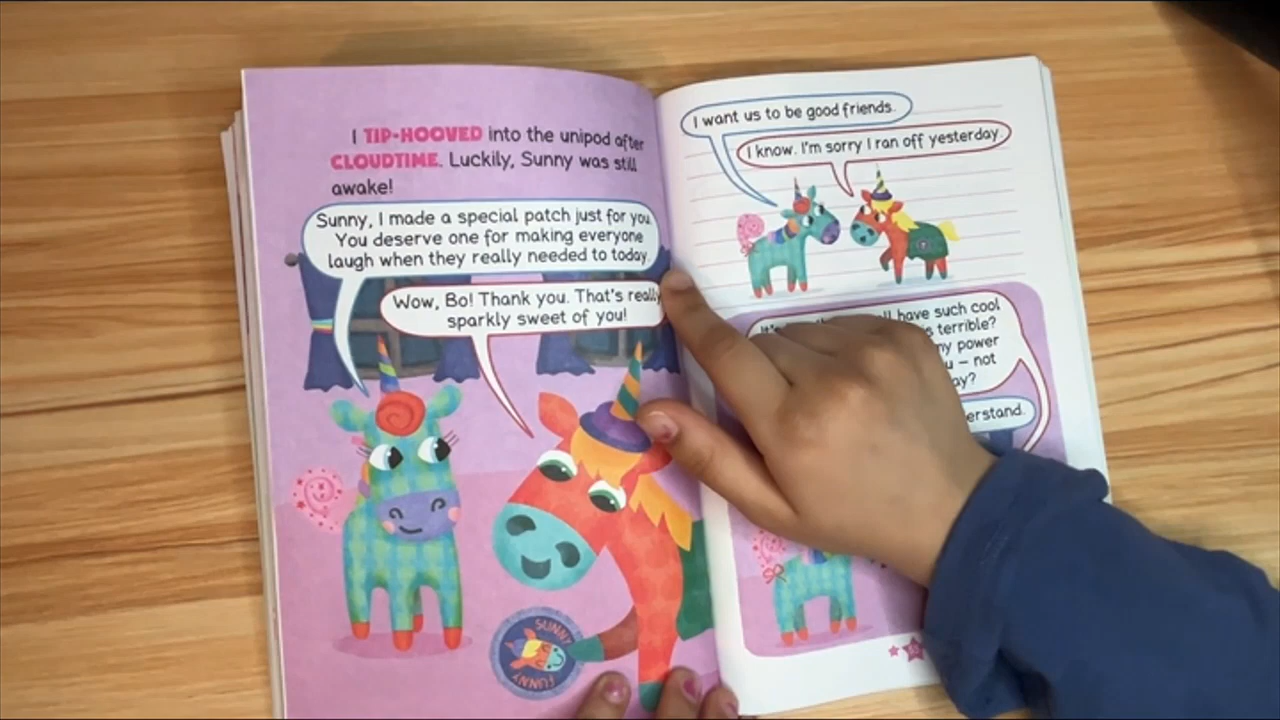 I TIP-HOOVED into the unipod after
CLOUDTIME. Luckily, Sunny was still
awake!
Sunny, I made a special patch just for you.
You deserve one for making everyone
laugh when they really needed to today.
Wow, Bo! Thank you. That's really
sparkly sweet of you!
SUNNY
FUNNY
I want us to be good friends.
I know. I'm sorry I ran off yesterday.
It's have such cool
terrible?
power
– not